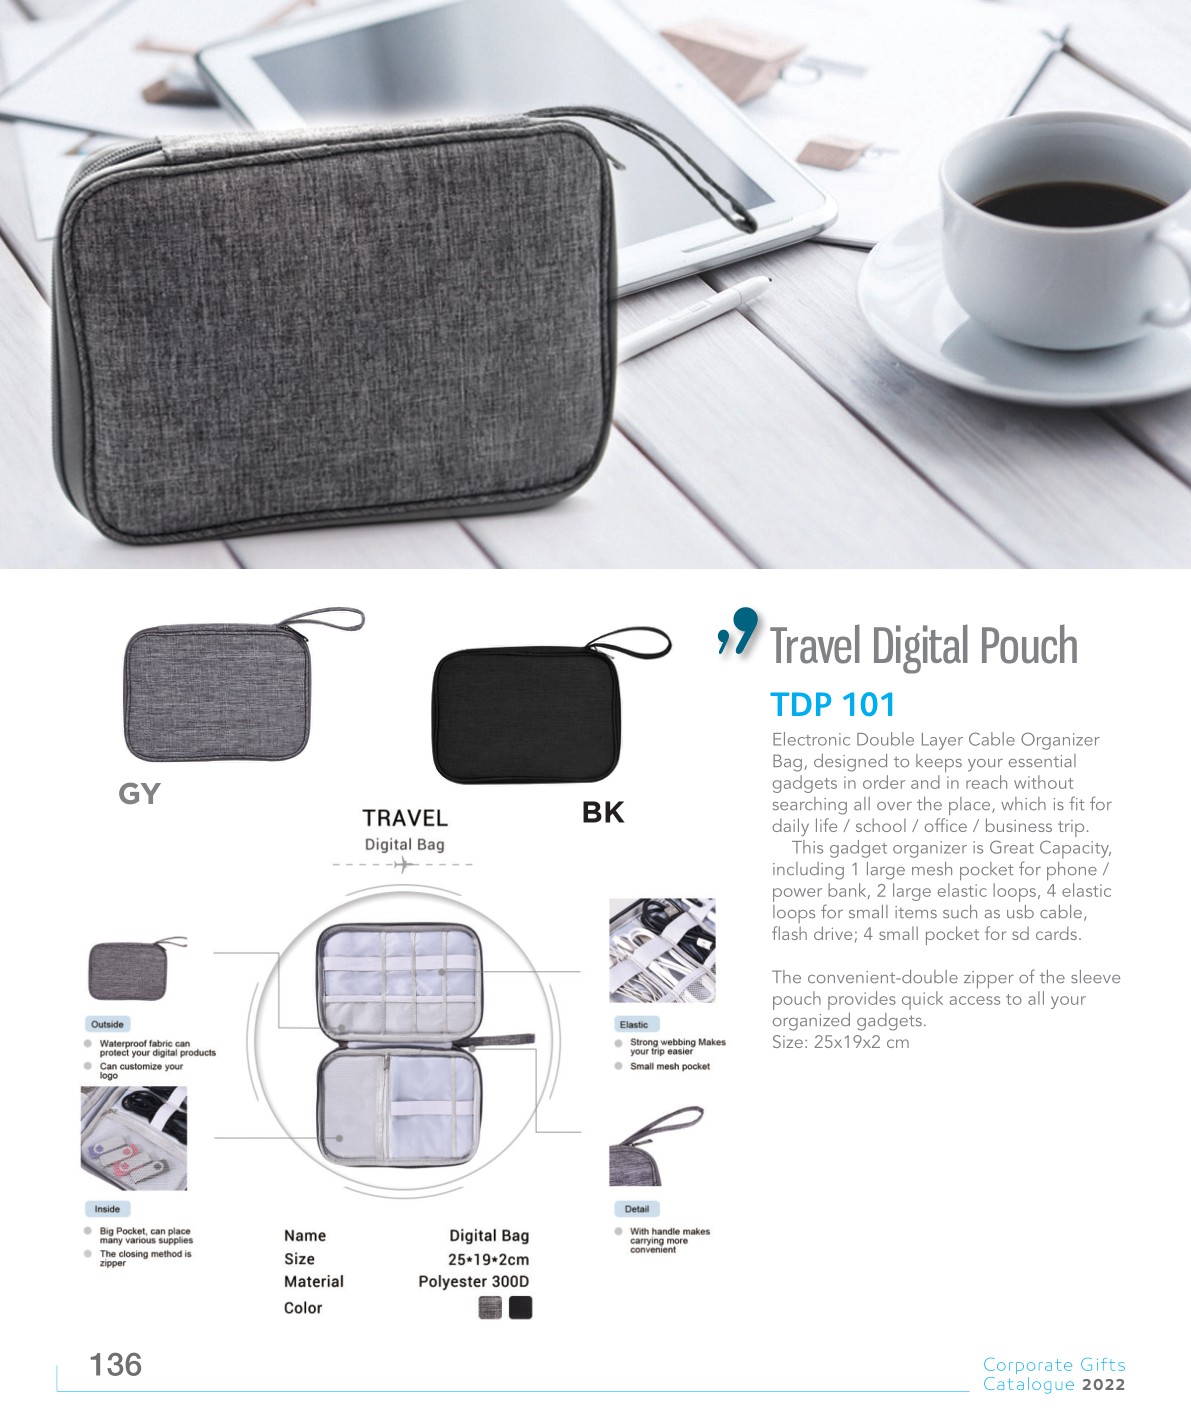 Travel Digital Pouch
TDP 101
Electronic Double Layer Cable Organizer
Bag, designed to keeps your essential
gadgets in order and in reach without
searching all over the place, which is fit for
daily life / school / office / business trip.
This gadget organizer is Great Capacity,
including 1 large mesh pocket for phone /
power bank, 2 large elastic loops, 4 elastic
loops for small items such as usb cable,
flash drive; 4 small pocket for sd cards.
The convenient-double zipper of the sleeve
pouch provides quick access to all your
organized gadgets.
Size: 25x19x2 cm
GY
BK
TRAVEL
Digital Bag
Outside
Waterproof fabric can
protect your digital products
Can customize your
logo
Inside
Big Pocket, can place
many various supplies
The closing method is
zipper
Elastic
Strong webbing Makes
your trip easier
Small mesh pocket
Detail
With handle makes
carrying more
convenient
Name Digital Bag
Size 25*19*2cm
Material Polyester 300D
Color
136
Corporate Gifts
Catalogue 2022